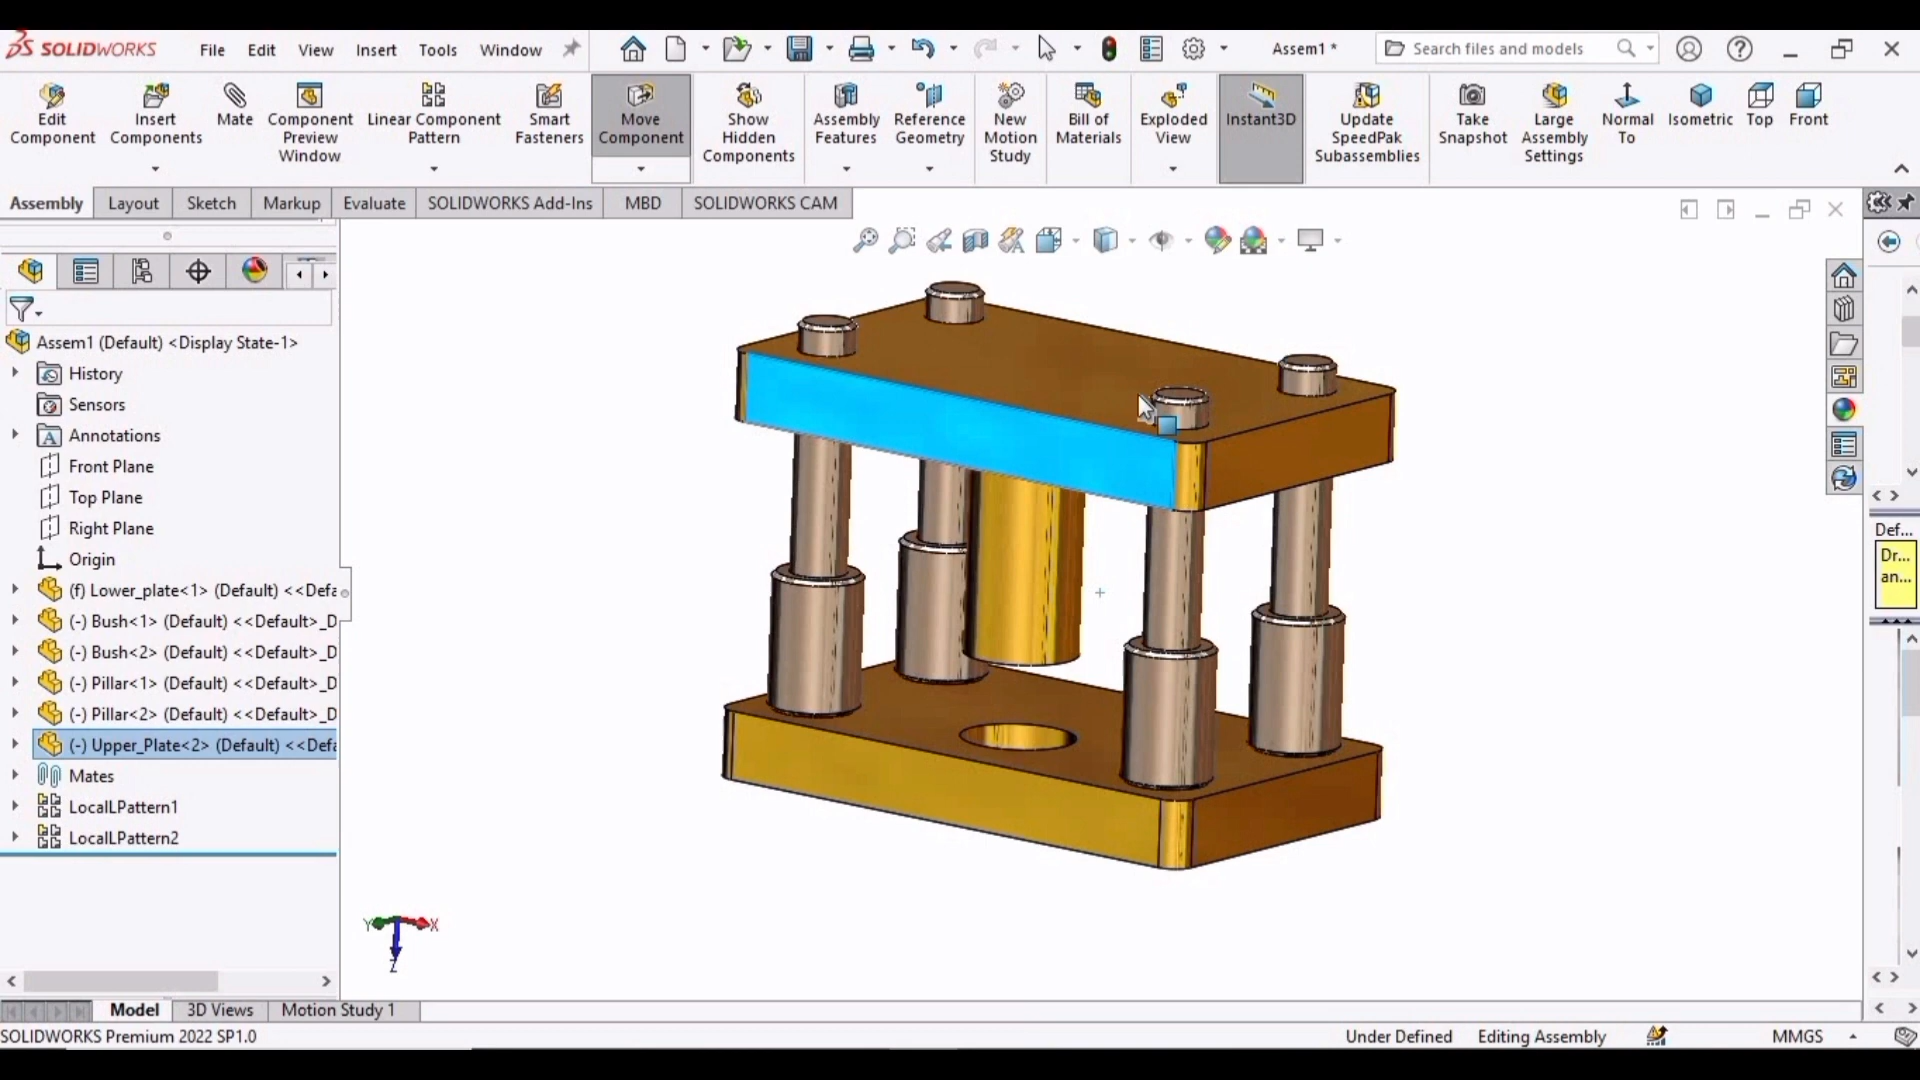 SOLIDWORKS File Edit View Insert Tools Window Assem1 * Search files and models
Edit Component
Insert Components
Mate
Component Preview Window
Linear Component Pattern
Smart Fasteners
Move Component
Show Hidden Components
Assembly Features
Reference Geometry
New Motion Study
Bill of Materials
Exploded View
Instant3D
Update SpeedPak Subassemblies
Take Snapshot
Large Assembly Settings
Normal To
Isometric
Top
Front
Assembly Layout Sketch Markup Evaluate SOLIDWORKS Add-Ins MBD SOLIDWORKS CAM
Assem1 (Default) <Display State-1>
History
Sensors
Annotations
Front Plane
Top Plane
Right Plane
Origin
(f) Lower_plate<1> (Default) <<Defa
(-) Bush<1> (Default) <<Default>_D
(-) Bush<2> (Default) <<Default>_D
(-) Pillar<1> (Default) <<Default>_D
(-) Pillar<2> (Default) <<Default>_D
(-) Upper_Plate<2> (Default) <<Defa
Mates
LocalLPattern1
LocalLPattern2
Def...
Dr...
an...
Y X
Z
Model 3D Views Motion Study 1
SOLIDWORKS Premium 2022 SP1.0 Under Defined Editing Assembly MMGS